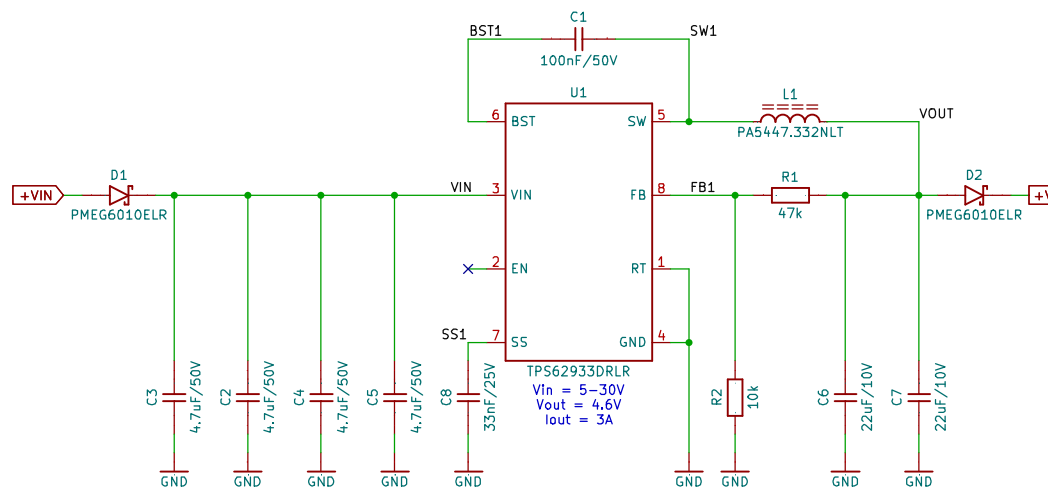 C1
BST1
SW1
100nF/50V
U1
L1
6
BST
SW
5
PA5447.332NLT
VOUT
D1
R1
D2
+VIN
VIN
3
VIN
FB
8
FB1
PMEG6010ELR
47k
PMEG6010ELR
2
EN
RT
1
SS1
7
SS
GND
4
TPS62933DRLR
Vin = 5-30V
Vout = 4.6V
Iout = 3A
C3
4.7uF/50V
C2
4.7uF/50V
C4
4.7uF/50V
C5
4.7uF/50V
C8
33nF/25V
R2
10k
C6
22uF/10V
C7
22uF/10V
GND
GND
GND
GND
GND
GND
GND
GND
GND